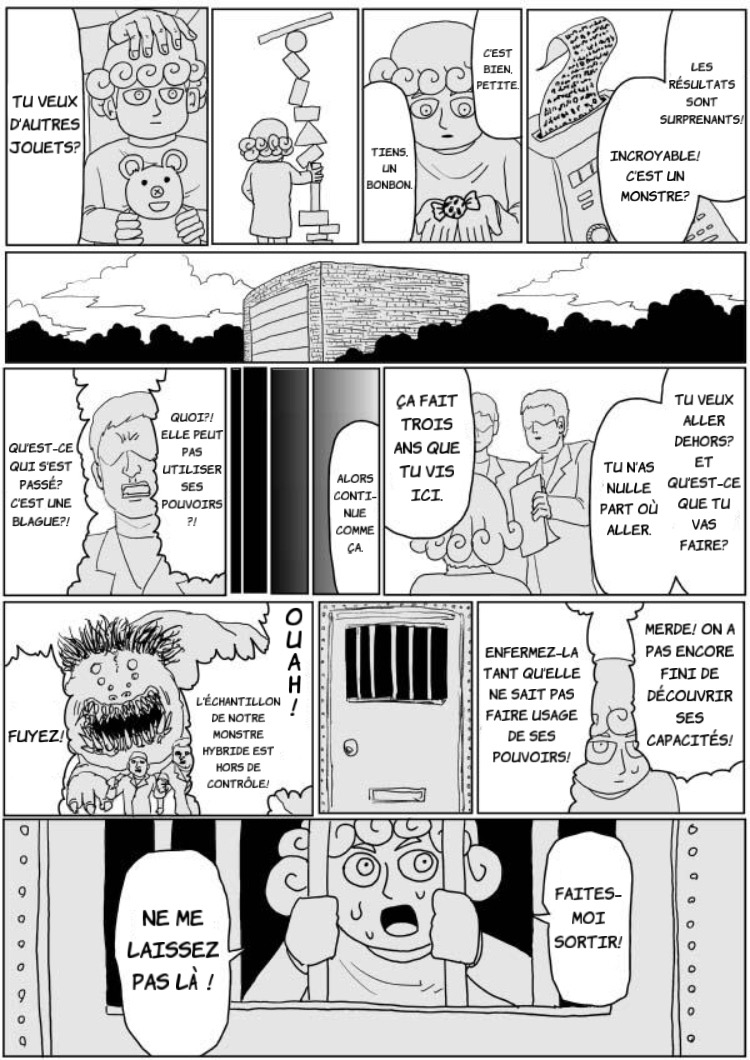 LES
RÉSULTATS
SONT
SURPRENANTS!
INCROYABLE!
C'EST UN
MONSTRE?
C'EST
BIEN,
PETITE.
TIENS,
UN
BONBON.
TU VEUX
D'AUTRES
JOUETS?
TU VEUX
ALLER
DEHORS?
ET
QU'EST-CE
QUE TU
VAS
FAIRE?
TU N'AS
NULLE
PART OÙ
ALLER.
ÇA FAIT
TROIS
ANS QUE
TU VIS
ICI.
ALORS
CONTI-
NUE
COMME
ÇA.
QUOI?!
ELLE PEUT
PAS
UTILISER
SES
POUVOIRS
?!
QU'EST-CE
QUI S'EST
PASSÉ?
C'EST UNE
BLAGUE?!
MERDE! ON A
PAS ENCORE
FINI DE
DÉCOUVRIR
SES
CAPACITÉS!
ENFERMEZ-LA
TANT QU'ELLE
NE SAIT PAS
FAIRE USAGE
DE SES
POUVOIRS!
OUAH!
L'ÉCHANTILLON
DE NOTRE
MONSTRE
HYBRIDE EST
HORS DE
CONTRÔLE!
FUYEZ!
FAITES-
MOI
SORTIR!
NE ME
LAISSEZ
PAS LÀ !